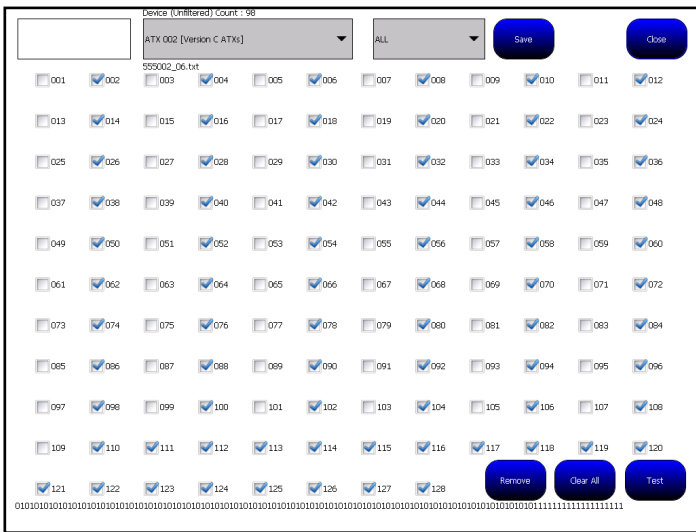 Device (Unfiltered) Count : 98
ATX 002 [Version C ATXs] ALL Save Close
555002_06.txt
001 002 003 004 005 006 007 008 009 010 011 012
013 014 015 016 017 018 019 020 021 022 023 024
025 026 027 028 029 030 031 032 033 034 035 036
037 038 039 040 041 042 043 044 045 046 047 048
049 050 051 052 053 054 055 056 057 058 059 060
061 062 063 064 065 066 067 068 069 070 071 072
073 074 075 076 077 078 079 080 081 082 083 084
085 086 087 088 089 090 091 092 093 094 095 096
097 098 099 100 101 102 103 104 105 106 107 108
109 110 111 112 113 114 115 116 117 118 119 120
121 122 123 124 125 126 127 128 Remove Clear All Test
01010101010101010101010101010101010101010101010101010101010101010101010101010101010101010101010101010101010101111111111111111111